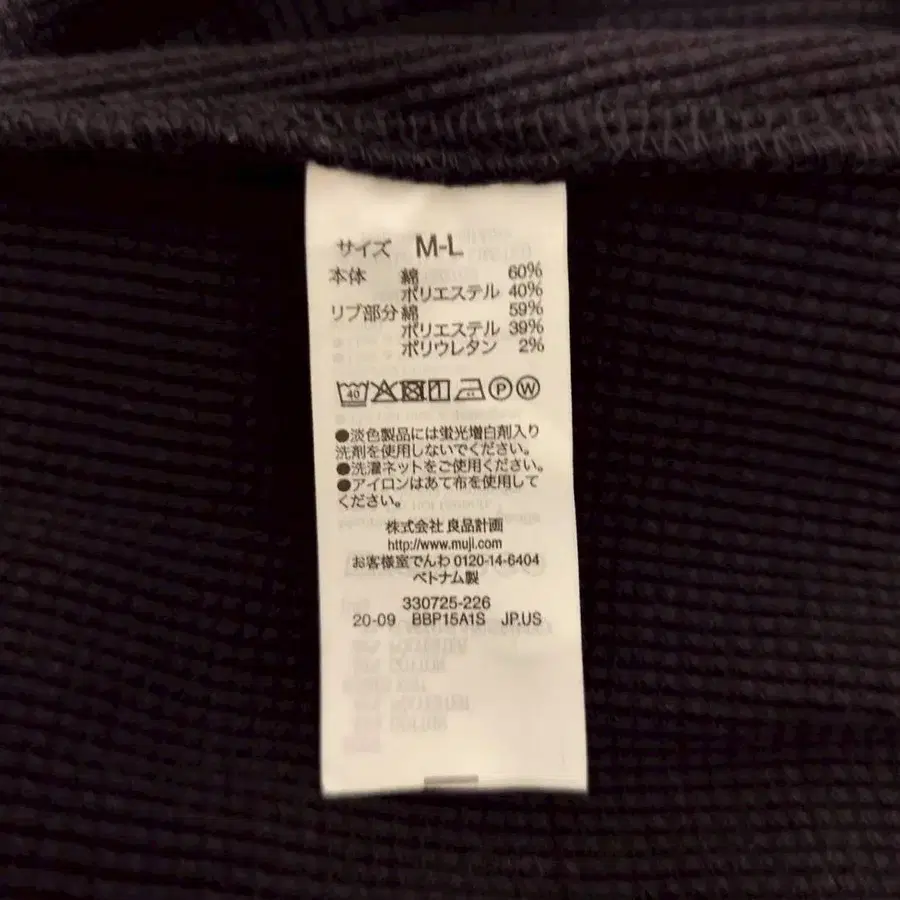 サイズ M-L
本体 綿 60%
ポリエステル 40%
リブ部分 綿 59%
ポリエステル 39%
ポリウレタン 2%
40 P W
●淡色製品には蛍光増白剤入り
洗剤を使用しないでください。
●洗濯ネットをご使用ください。
●アイロンはあて布を使用して
ください。
株式会社 良品計画
http://www.muji.com
お客様室でんわ 0120-14-6404
ベトナム製
330725-226
20-09 BBP15A1S JP.US